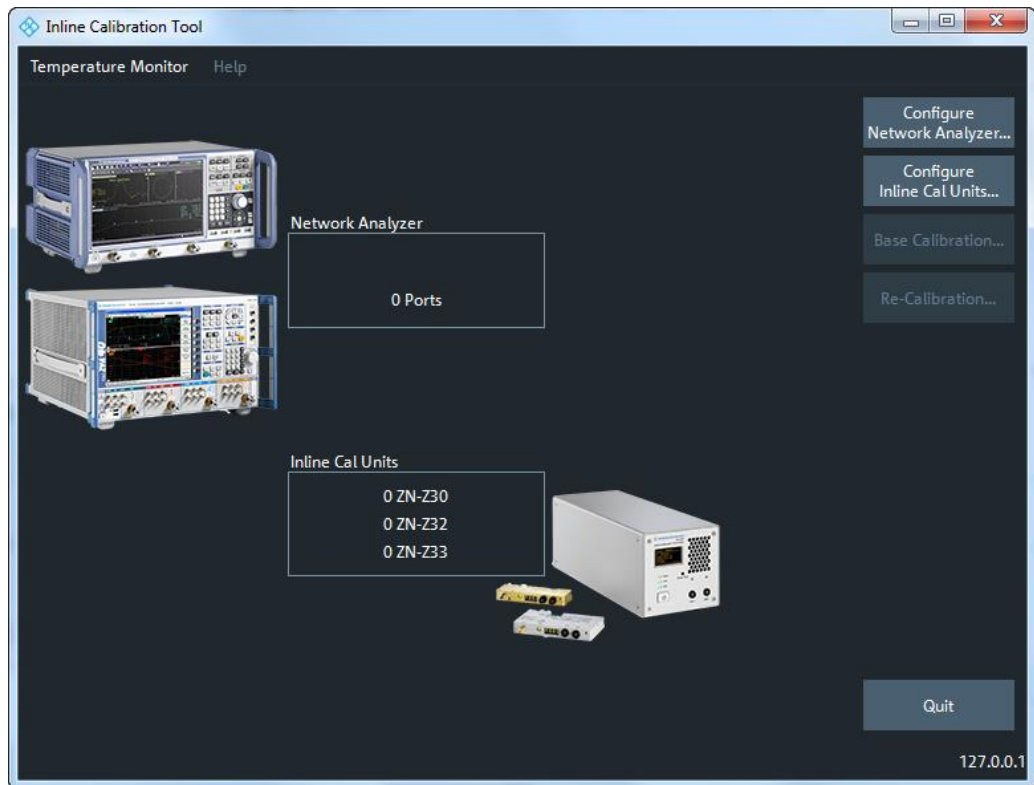 Inline Calibration Tool
Temperature Monitor Help
Configure
Network Analyzer...
Configure
Inline Cal Units...
Base Calibration...
Re-Calibration...
Network Analyzer
0 Ports
Inline Cal Units
0 ZN-Z30
0 ZN-Z32
0 ZN-Z33
Quit
127.0.0.1